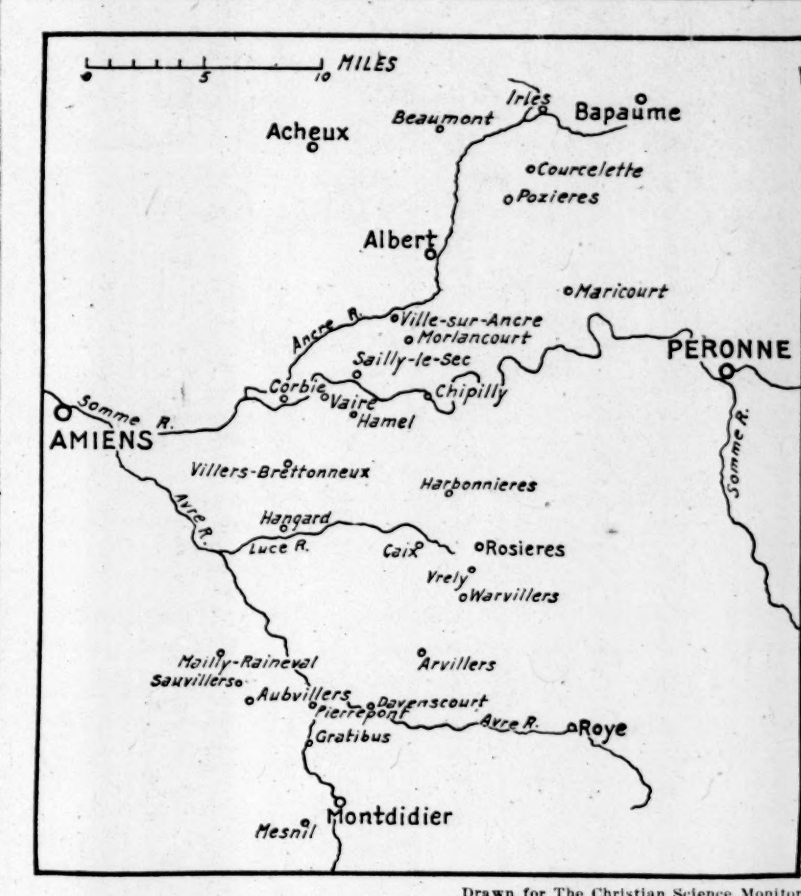 MILES
0 5 10
Irles
Bapaume
Beaumont
Acheux
Courcelette
Pozieres
Albert
Maricourt
Ancre R.
Ville-sur-Ancre
Morlancourt
PERONNE
Sailly-le-Sec
Corbie
Vaire
Chipilly
Hamel
Somme R.
AMIENS
Somme R.
Villers-Brettonneux
Harbonnieres
Avre R.
Hangard
Luce R.
Caix
Rosieres
Vrely
Warvillers
Mailly-Raineval
Arvillers
Sauvillers
Aubvillers
Davenscourt
Pierrepont
Avre R.
Roye
Gratibus
Montdidier
Mesnil
Drawn for The Christian Science Monitor